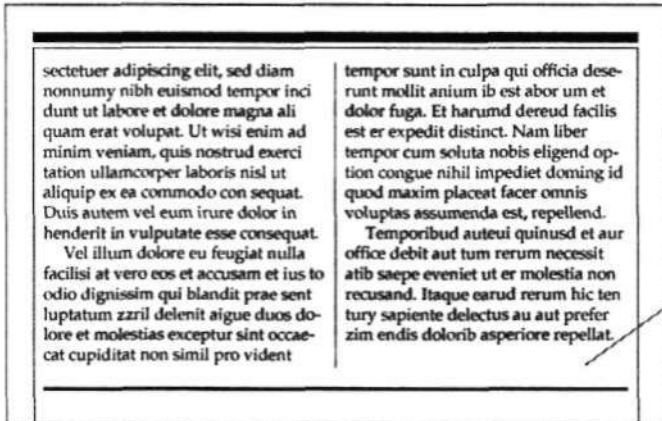 sectetuer adipiscing elit, sed diam
nonnumy nibh euismod tempor inci
dunt ut labore et dolore magna ali
quam erat volupat. Ut wisi enim ad
minim veniam, quis nostrud exerci
tation ullamcorper laboris nisl ut
aliquip ex ea commodo con sequat.
Duis autem vel eum irure dolor in
henderit in vulputate esse consequat.
Vel illum dolore eu feugiat nulla
facilisi at vero eos et accusam et ius to
odio dignissim qui blandit prae sent
luptatum zzril delenit aigue duos do-
lore et molestias exceptur sint occae-
cat cupiditat non simil pro vident
tempor sunt in culpa qui officia dese-
runt mollit anium ib est abor um et
dolor fuga. Et harumd dereud facilis
est er expedit distinct. Nam liber
tempor cum soluta nobis eligend op-
tion congue nihil impediet doming id
quod maxim placeat facer omnis
voluptas assumenda est, repellend.
Temporibud auteui quinusd et aur
office debit aut tum rerum necessit
atib saepe eveniet ut er molestia non
recusand. Itaque earud rerum hic ten
tury sapiente delectus au aut prefer
zim endis dolorib asperiore repellat.